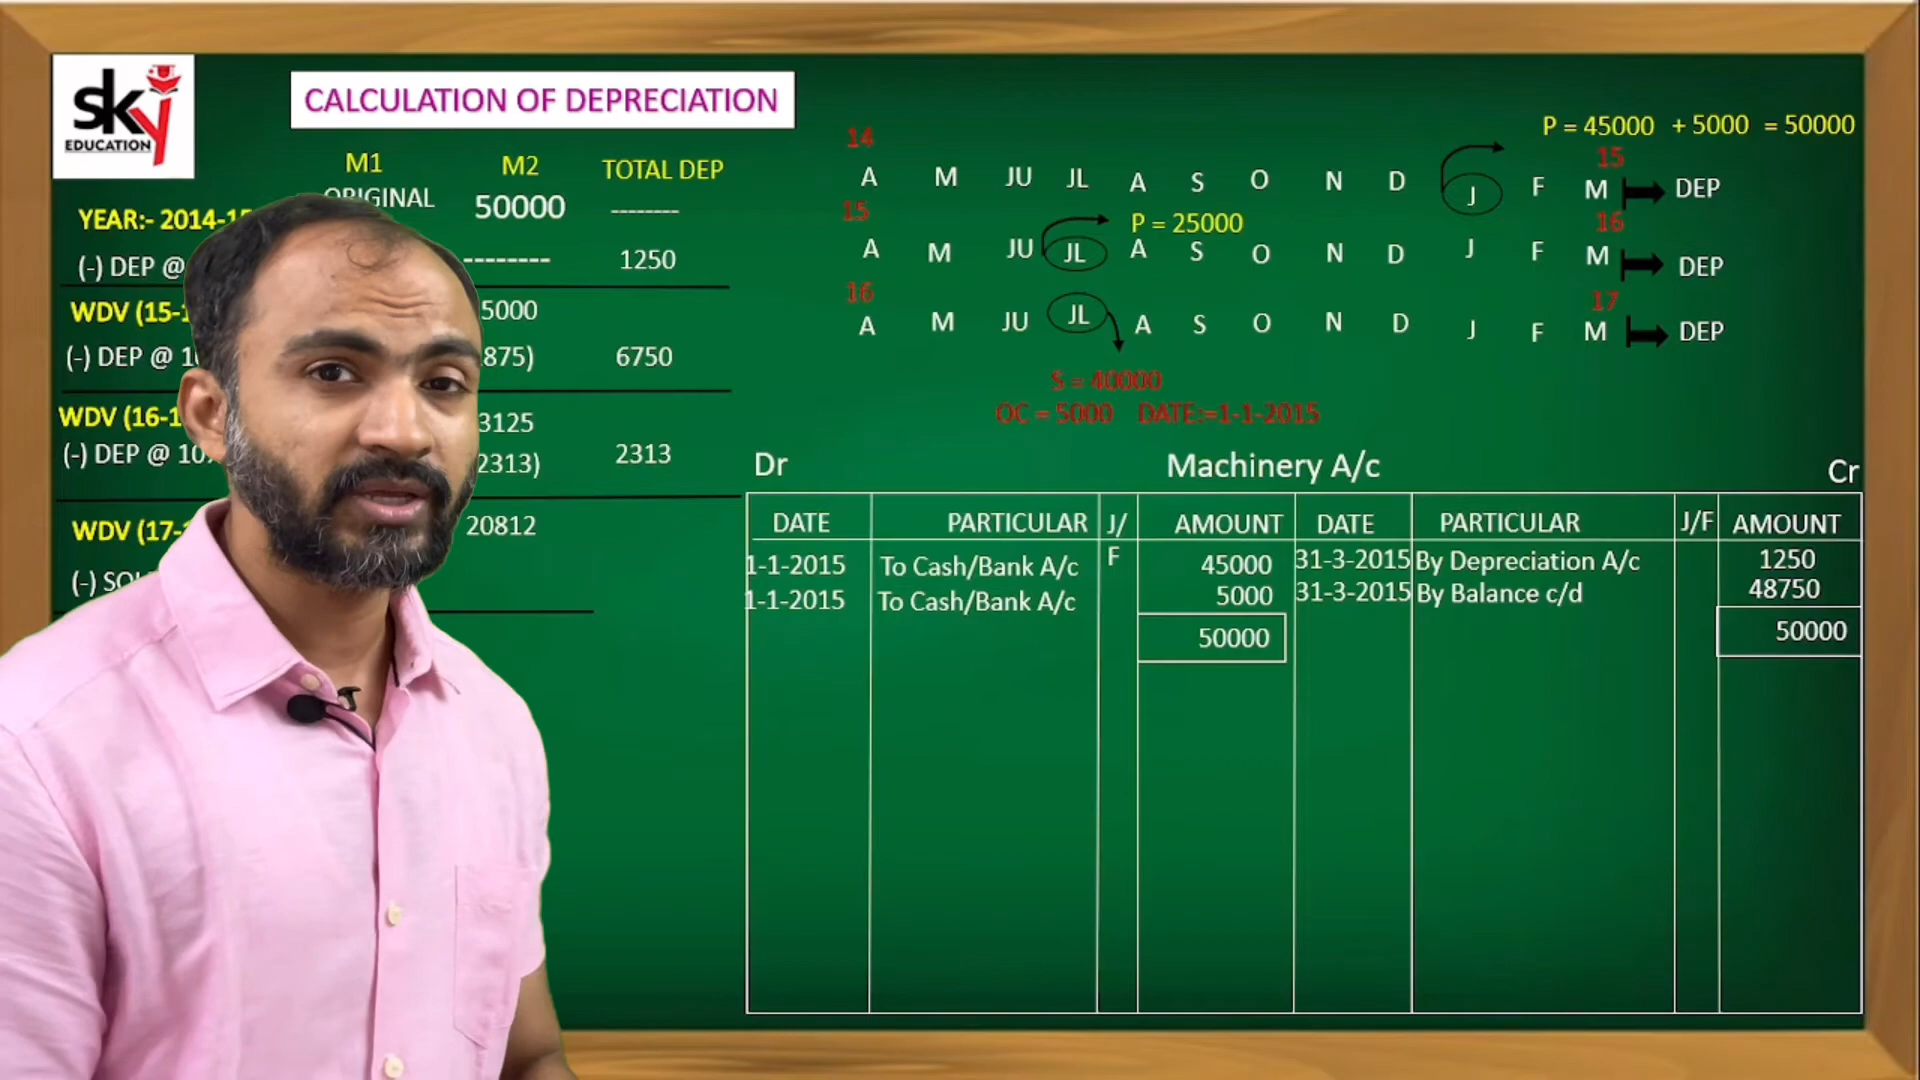 sky
EDUCATION
CALCULATION OF DEPRECIATION
M1 M2 TOTAL DEP
ORIGINAL 50000 --------
YEAR:- 2014-15
(-) DEP @ -------- 1250
WDV (15-1 5000
(-) DEP @ 10 875) 6750
WDV (16-1 3125
(-) DEP @ 10% 2313) 2313
WDV (17- 20812
(-) SOL
P = 45000 + 5000 = 50000
14 15
A M JU JL A S O N D J F M DEP
15 P = 25000 16
A M JU JL A S O N D J F M DEP
16 17
A M JU JL A S O N D J F M DEP
S = 40000
OC = 5000 DATE:=1-1-2015
Dr Machinery A/c Cr
DATE PARTICULAR J/F AMOUNT DATE PARTICULAR J/F AMOUNT
1-1-2015 To Cash/Bank A/c 45000 31-3-2015 By Depreciation A/c 1250
1-1-2015 To Cash/Bank A/c 5000 31-3-2015 By Balance c/d 48750
50000 50000